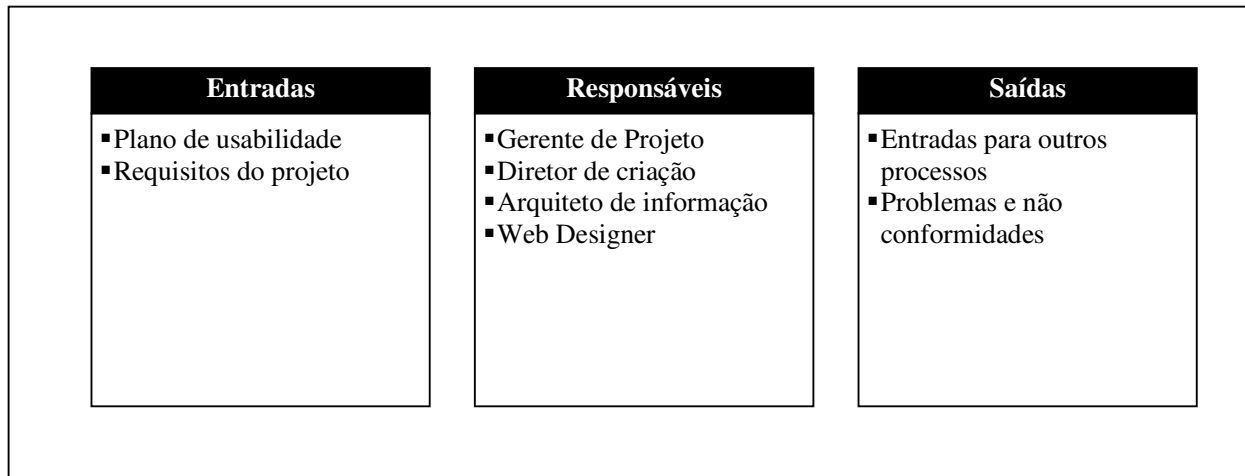 Entradas
▪Plano de usabilidade
▪Requisitos do projeto
Responsáveis
▪Gerente de Projeto
▪Diretor de criação
▪Arquiteto de informação
▪Web Designer
Saídas
▪Entradas para outros
processos
▪Problemas e não
conformidades